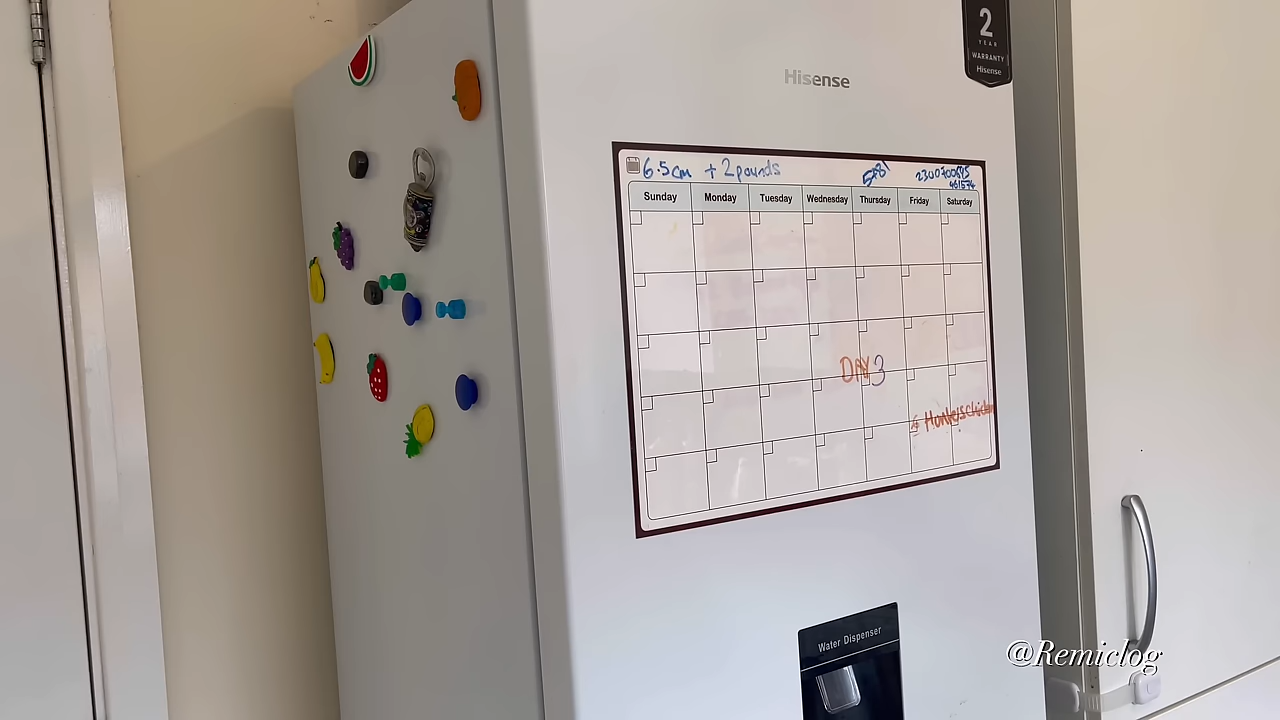 2
YEAR
WARRANTY
Hisense
Hisense
6.5cm + 2pounds
Sunday Monday Tuesday Wednesday Thursday Friday Saturday
DAY 3
Water Dispenser
@Remiclog